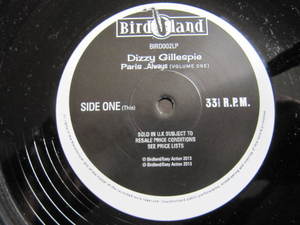 Birdland
BIRD002LP
Dizzy Gillespie
Paris Always (VOLUME ONE)
SIDE ONE (This)
33⅓ R.P.M.
SOLD IN U.K SUBJECT TO
RESALE PRICE CONDITIONS
SEE PRICE LISTS
℗ Birdland/Easy Action 2013
© Birdland/Easy Action 2013